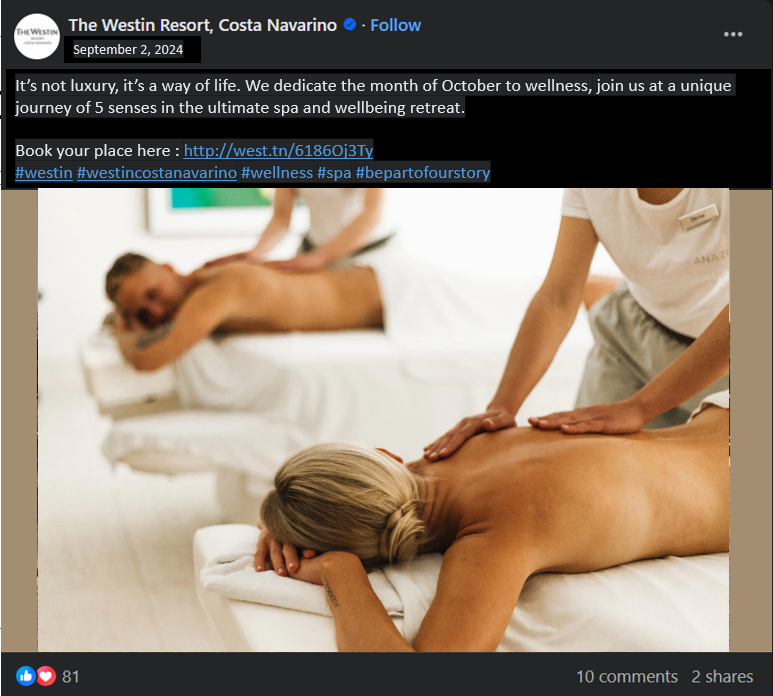 THE WESTIN
RESORT
COSTA NAVARINO
The Westin Resort, Costa Navarino · Follow
September 2, 2024
It’s not luxury, it’s a way of life. We dedicate the month of October to wellness, join us at a unique
journey of 5 senses in the ultimate spa and wellbeing retreat.
Book your place here : http://west.tn/6186Oj3Ty
#westin #westincostanavarino #wellness #spa #bepartofourstory
81
10 comments 2 shares